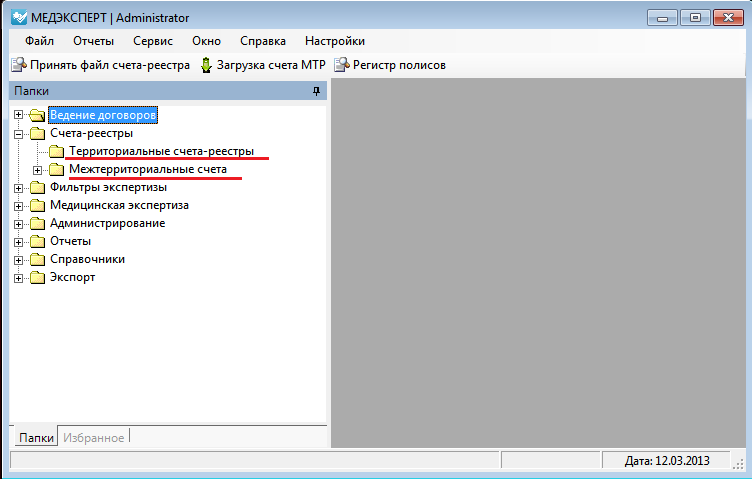 МЕДЭКСПЕРТ | Administrator
Файл Отчеты Сервис Окно Справка Настройки
Принять файл счета-реестра Загрузка счета МТР Регистр полисов
Папки
Ведение договоров
Счета-реестры
Территориальные счета-реестры
Межтерриториальные счета
Фильтры экспертизы
Медицинская экспертиза
Администрирование
Отчеты
Справочники
Экспорт
Папки Избранное
Дата: 12.03.2013